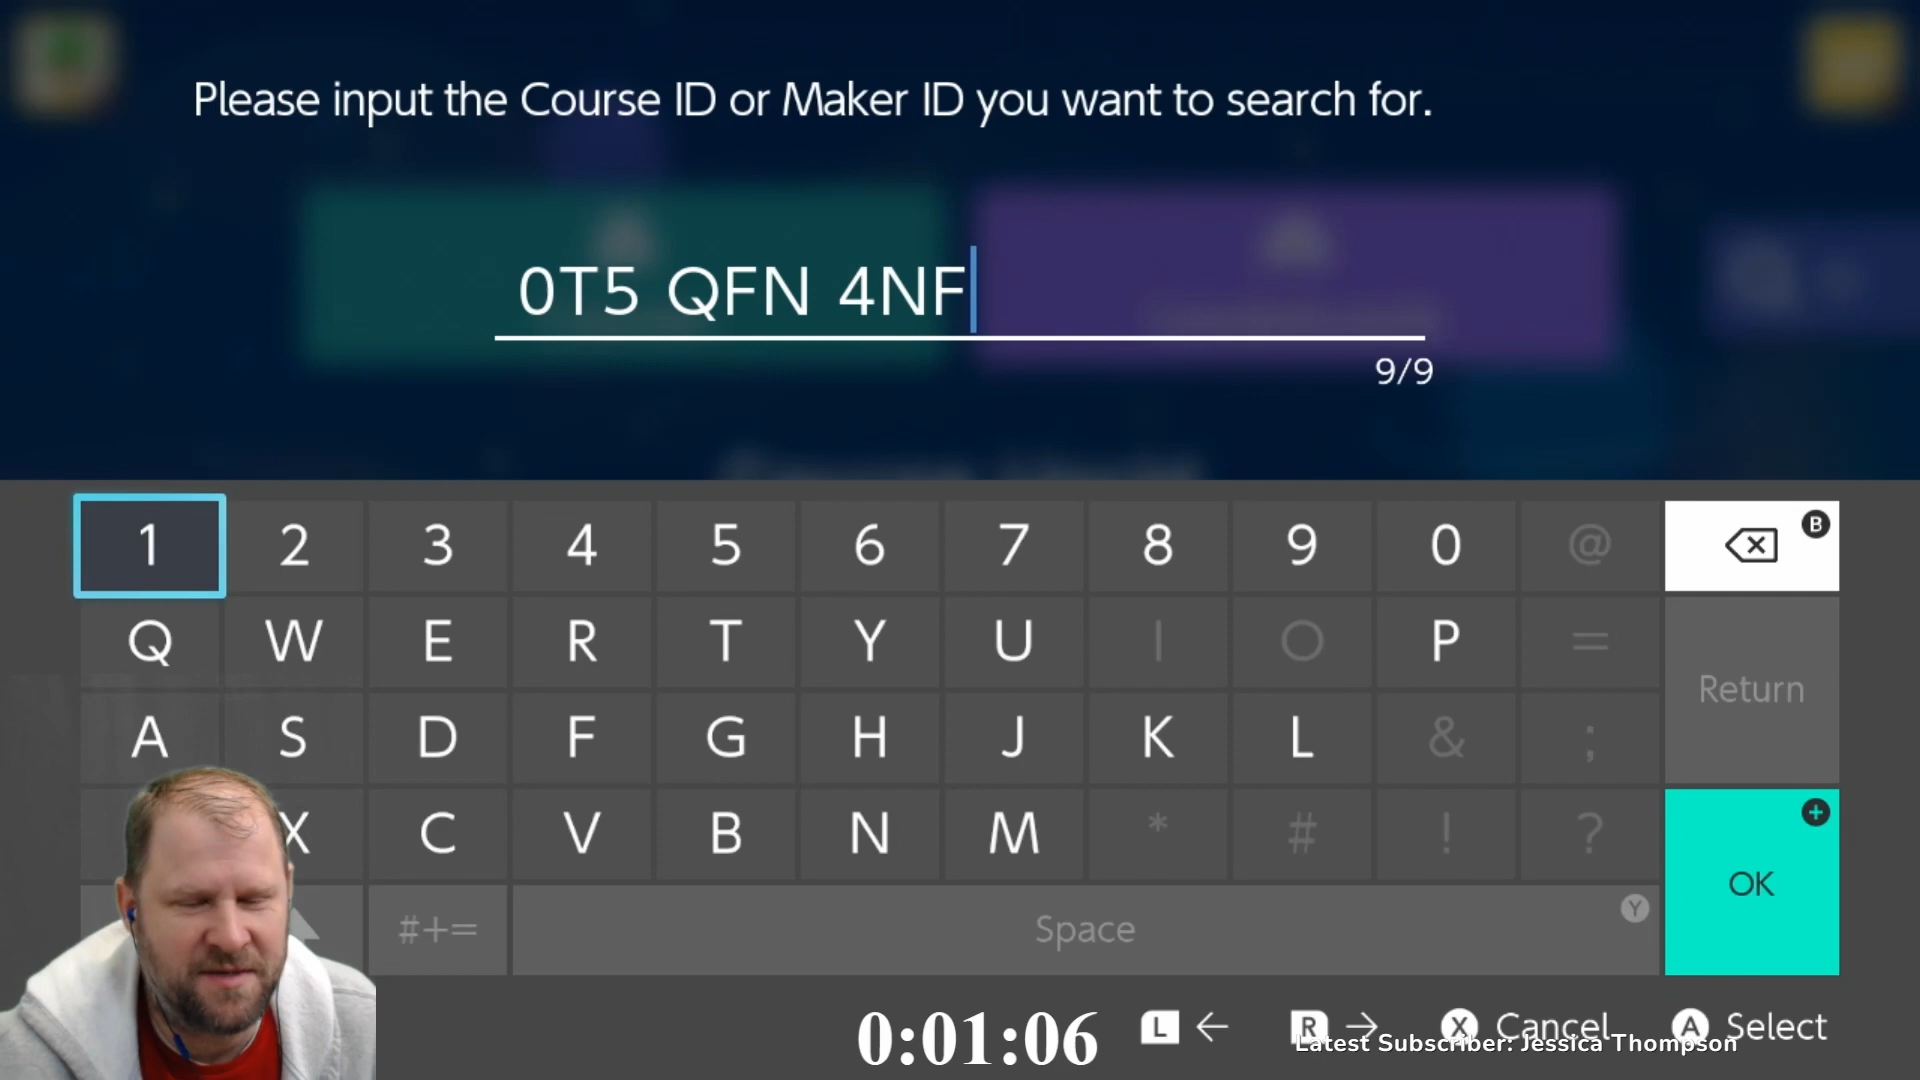 Please input the Course ID or Maker ID you want to search for.
0T5 QFN 4NF
9/9
1 2 3 4 5 6 7 8 9 0 @ B
Q W E R T Y U I O P = Return
A S D F G H J K L & ;
X C V B N M * # ! ? + OK
#+= Space Y
0:01:06 L ← R → X Cancel A Select
Latest Subscriber: Jessica Thompson